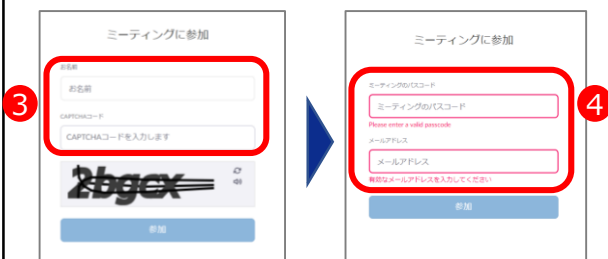 ミーティングに参加
お名前
お名前
CAPTCHAコード
CAPTCHAコードを入力します
2bgcx
参加
3
ミーティングに参加
ミーティングのパスコード
ミーティングのパスコード
Please enter a valid passcode
メールアドレス
メールアドレス
有効なメールアドレスを入力してください
参加
4